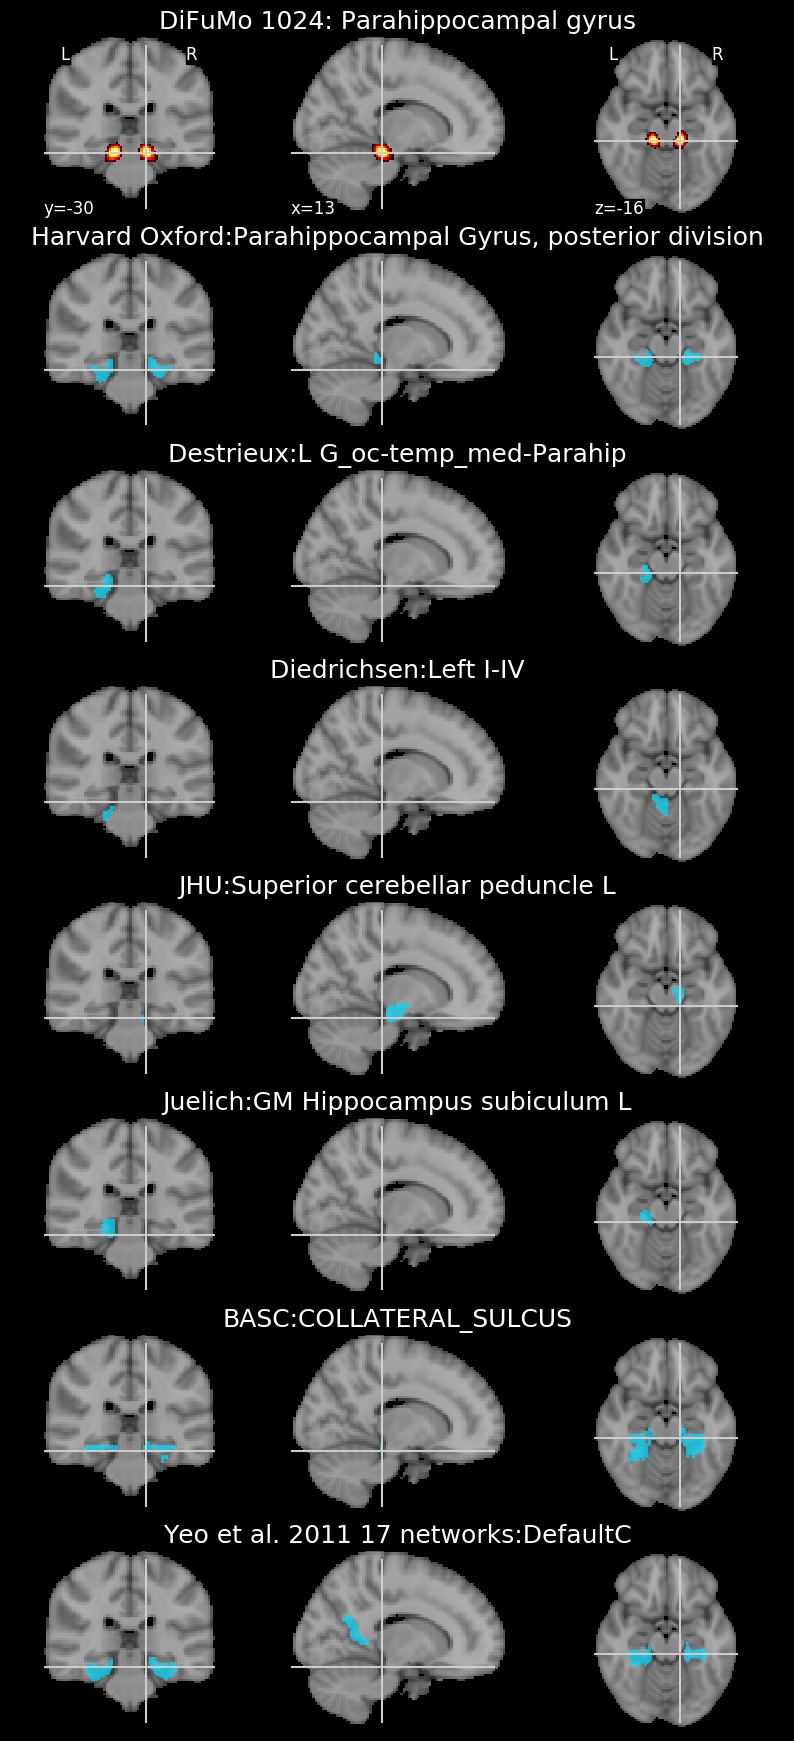 DiFuMo 1024: Parahippocampal gyrus
L R L R
y=-30 x=13 z=-16
Harvard Oxford:Parahippocampal Gyrus, posterior division
Destrieux:L G_oc-temp_med-Parahip
Diedrichsen:Left I-IV
JHU:Superior cerebellar peduncle L
Juelich:GM Hippocampus subiculum L
BASC:COLLATERAL_SULCUS
Yeo et al. 2011 17 networks:DefaultC